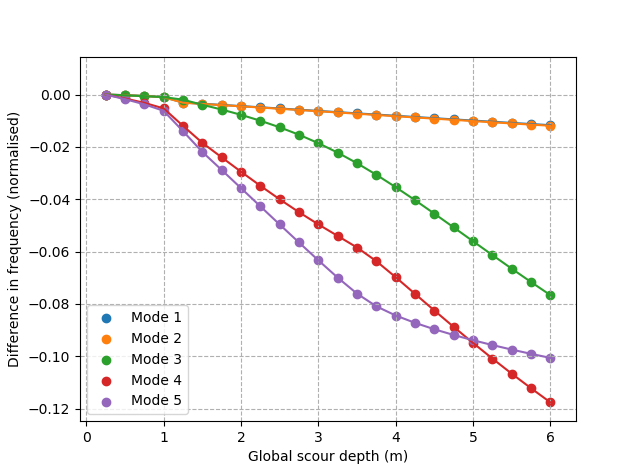 0.00
−0.02
−0.04
−0.06
−0.08
−0.10
−0.12
Difference in frequency (normalised)
Mode 1
Mode 2
Mode 3
Mode 4
Mode 5
0 1 2 3 4 5 6
Global scour depth (m)